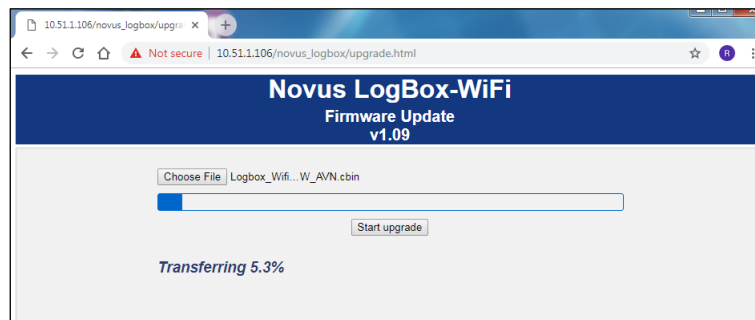 10.51.1.106/novus_logbox/upgra
Not secure | 10.51.1.106/novus_logbox/upgrade.html
R
Novus LogBox-WiFi
Firmware Update
v1.09
Choose File Logbox_Wifi...W_AVN.cbin
Start upgrade
Transferring 5.3%